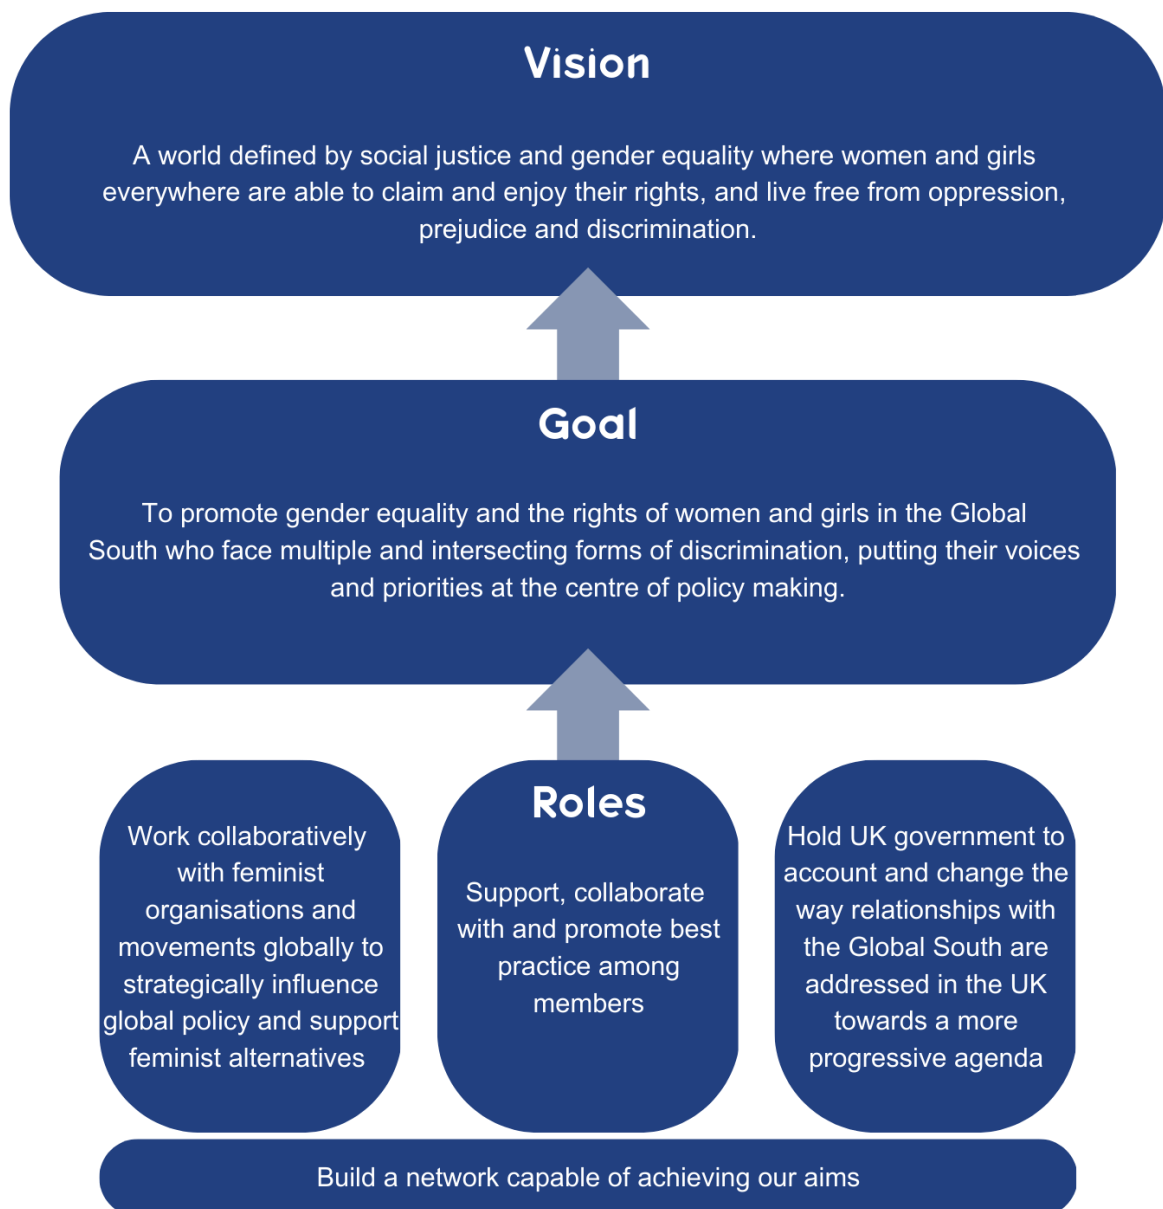 Vision
A world defined by social justice and gender equality where women and girls
everywhere are able to claim and enjoy their rights, and live free from oppression,
prejudice and discrimination.
Goal
To promote gender equality and the rights of women and girls in the Global
South who face multiple and intersecting forms of discrimination, putting their voices
and priorities at the centre of policy making.
Work collaboratively
with feminist
organisations and
movements globally to
strategically influence
global policy and support
feminist alternatives
Roles
Support, collaborate
with and promote best
practice among
members
Hold UK government to
account and change the
way relationships with
the Global South are
addressed in the UK
towards a more
progressive agenda
Build a network capable of achieving our aims